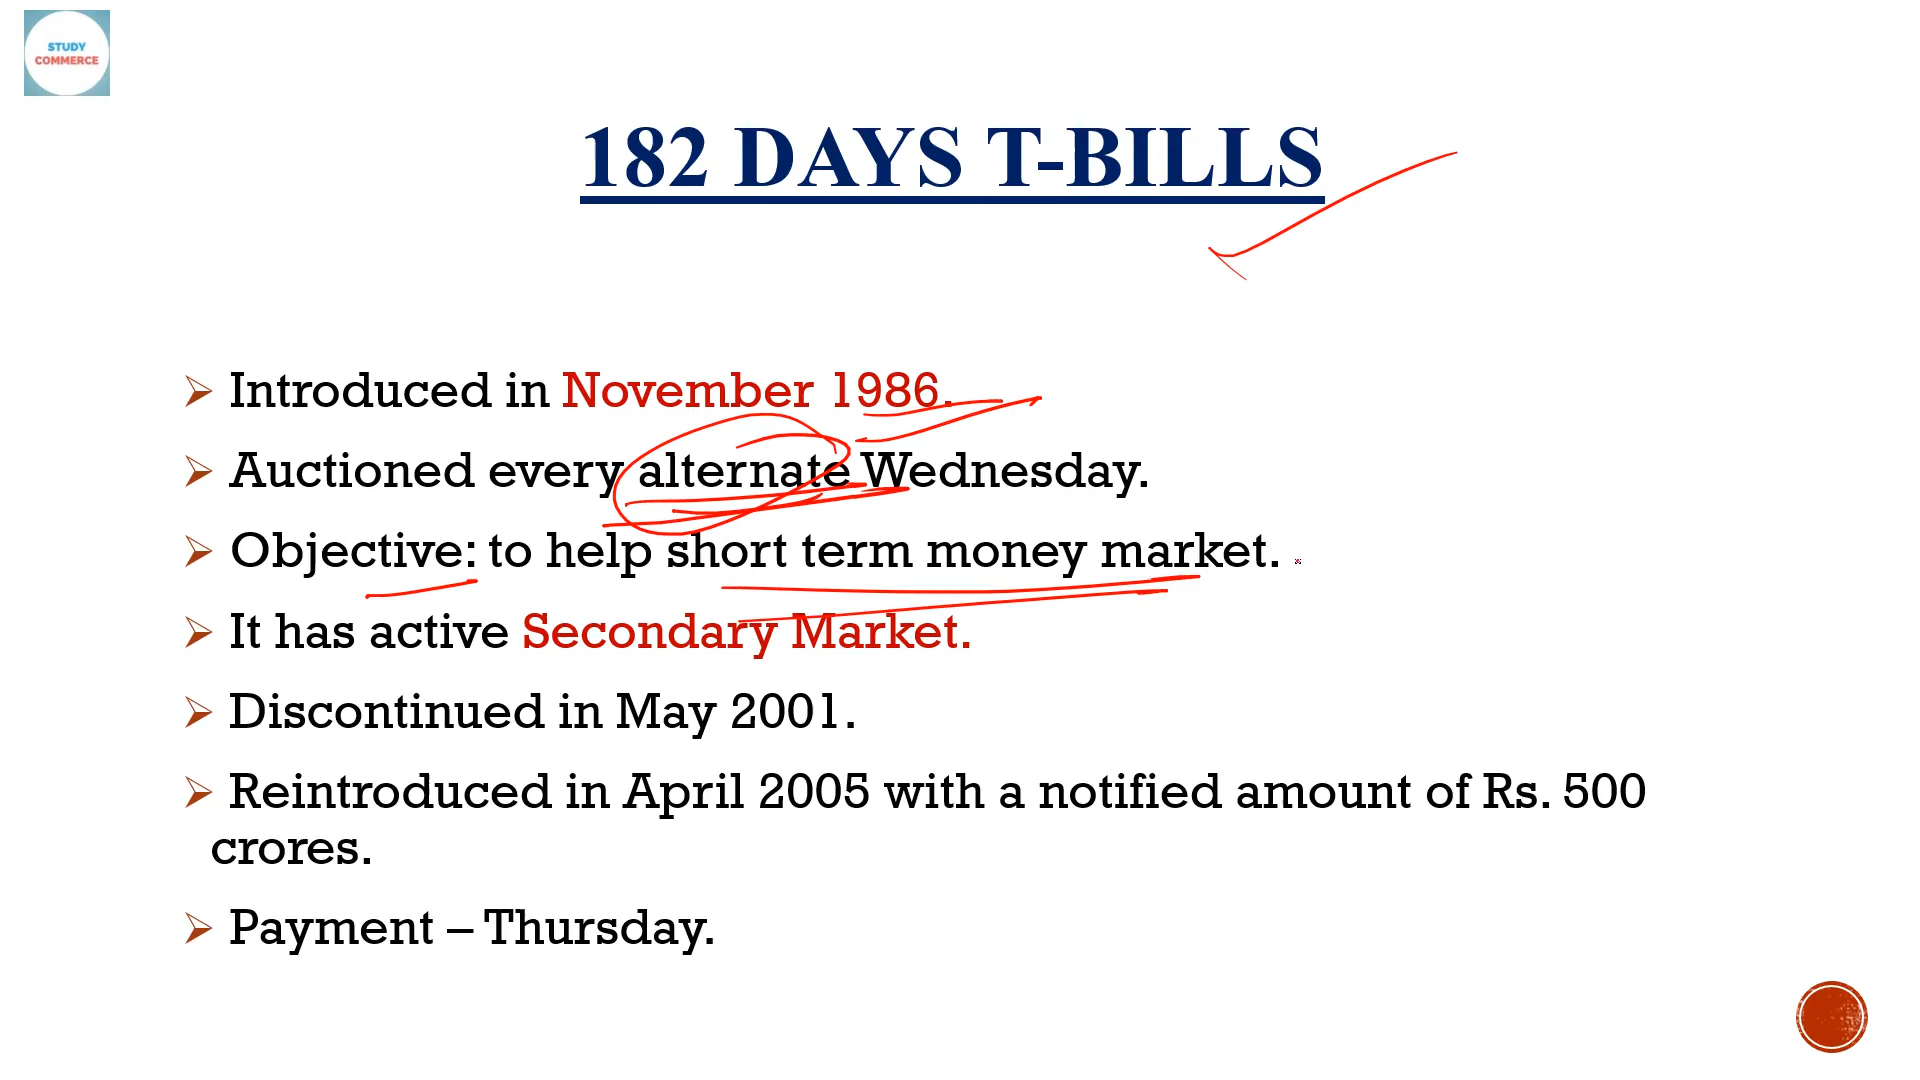 STUDY
COMMERCE
182 DAYS T-BILLS
Introduced in November 1986.
Auctioned every alternate Wednesday.
Objective: to help short term money market.
It has active Secondary Market.
Discontinued in May 2001.
Reintroduced in April 2005 with a notified amount of Rs. 500
crores.
Payment – Thursday.